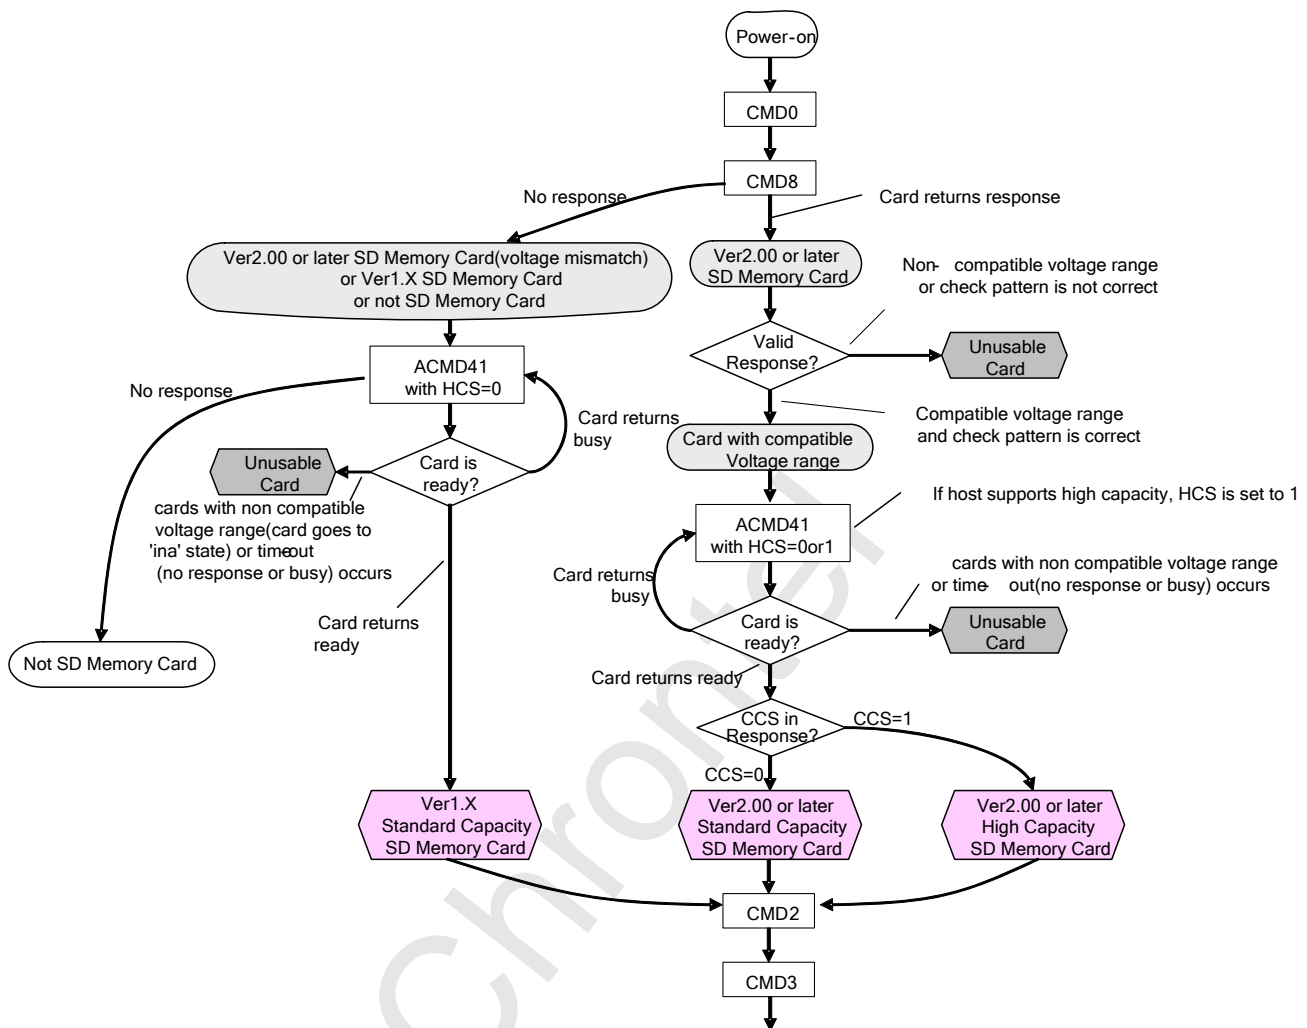 Power-on
CMD0
CMD8
No response
Card returns response
Ver2.00 or later SD Memory Card(voltage mismatch)
or Ver1.X SD Memory Card
or not SD Memory Card
Ver2.00 or later
SD Memory Card
Non- compatible voltage range
or check pattern is not correct
Valid
Response?
Unusable
Card
ACMD41
with HCS=0
No response
Card returns
busy
Compatible voltage range
and check pattern is correct
Card with compatible
Voltage range
Card is
ready?
Unusable
Card
cards with non compatible
voltage range(card goes to
'ina' state) or time-out
(no response or busy) occurs
If host supports high capacity, HCS is set to 1
ACMD41
with HCS=0or1
Card returns
busy
cards with non compatible voltage range
or time- out(no response or busy) occurs
Card is
ready?
Unusable
Card
Card returns
ready
Not SD Memory Card
Card returns ready
CCS in
Response?
CCS=1
CCS=0
Ver1.X
Standard Capacity
SD Memory Card
Ver2.00 or later
Standard Capacity
SD Memory Card
Ver2.00 or later
High Capacity
SD Memory Card
CMD2
CMD3
Chrontel